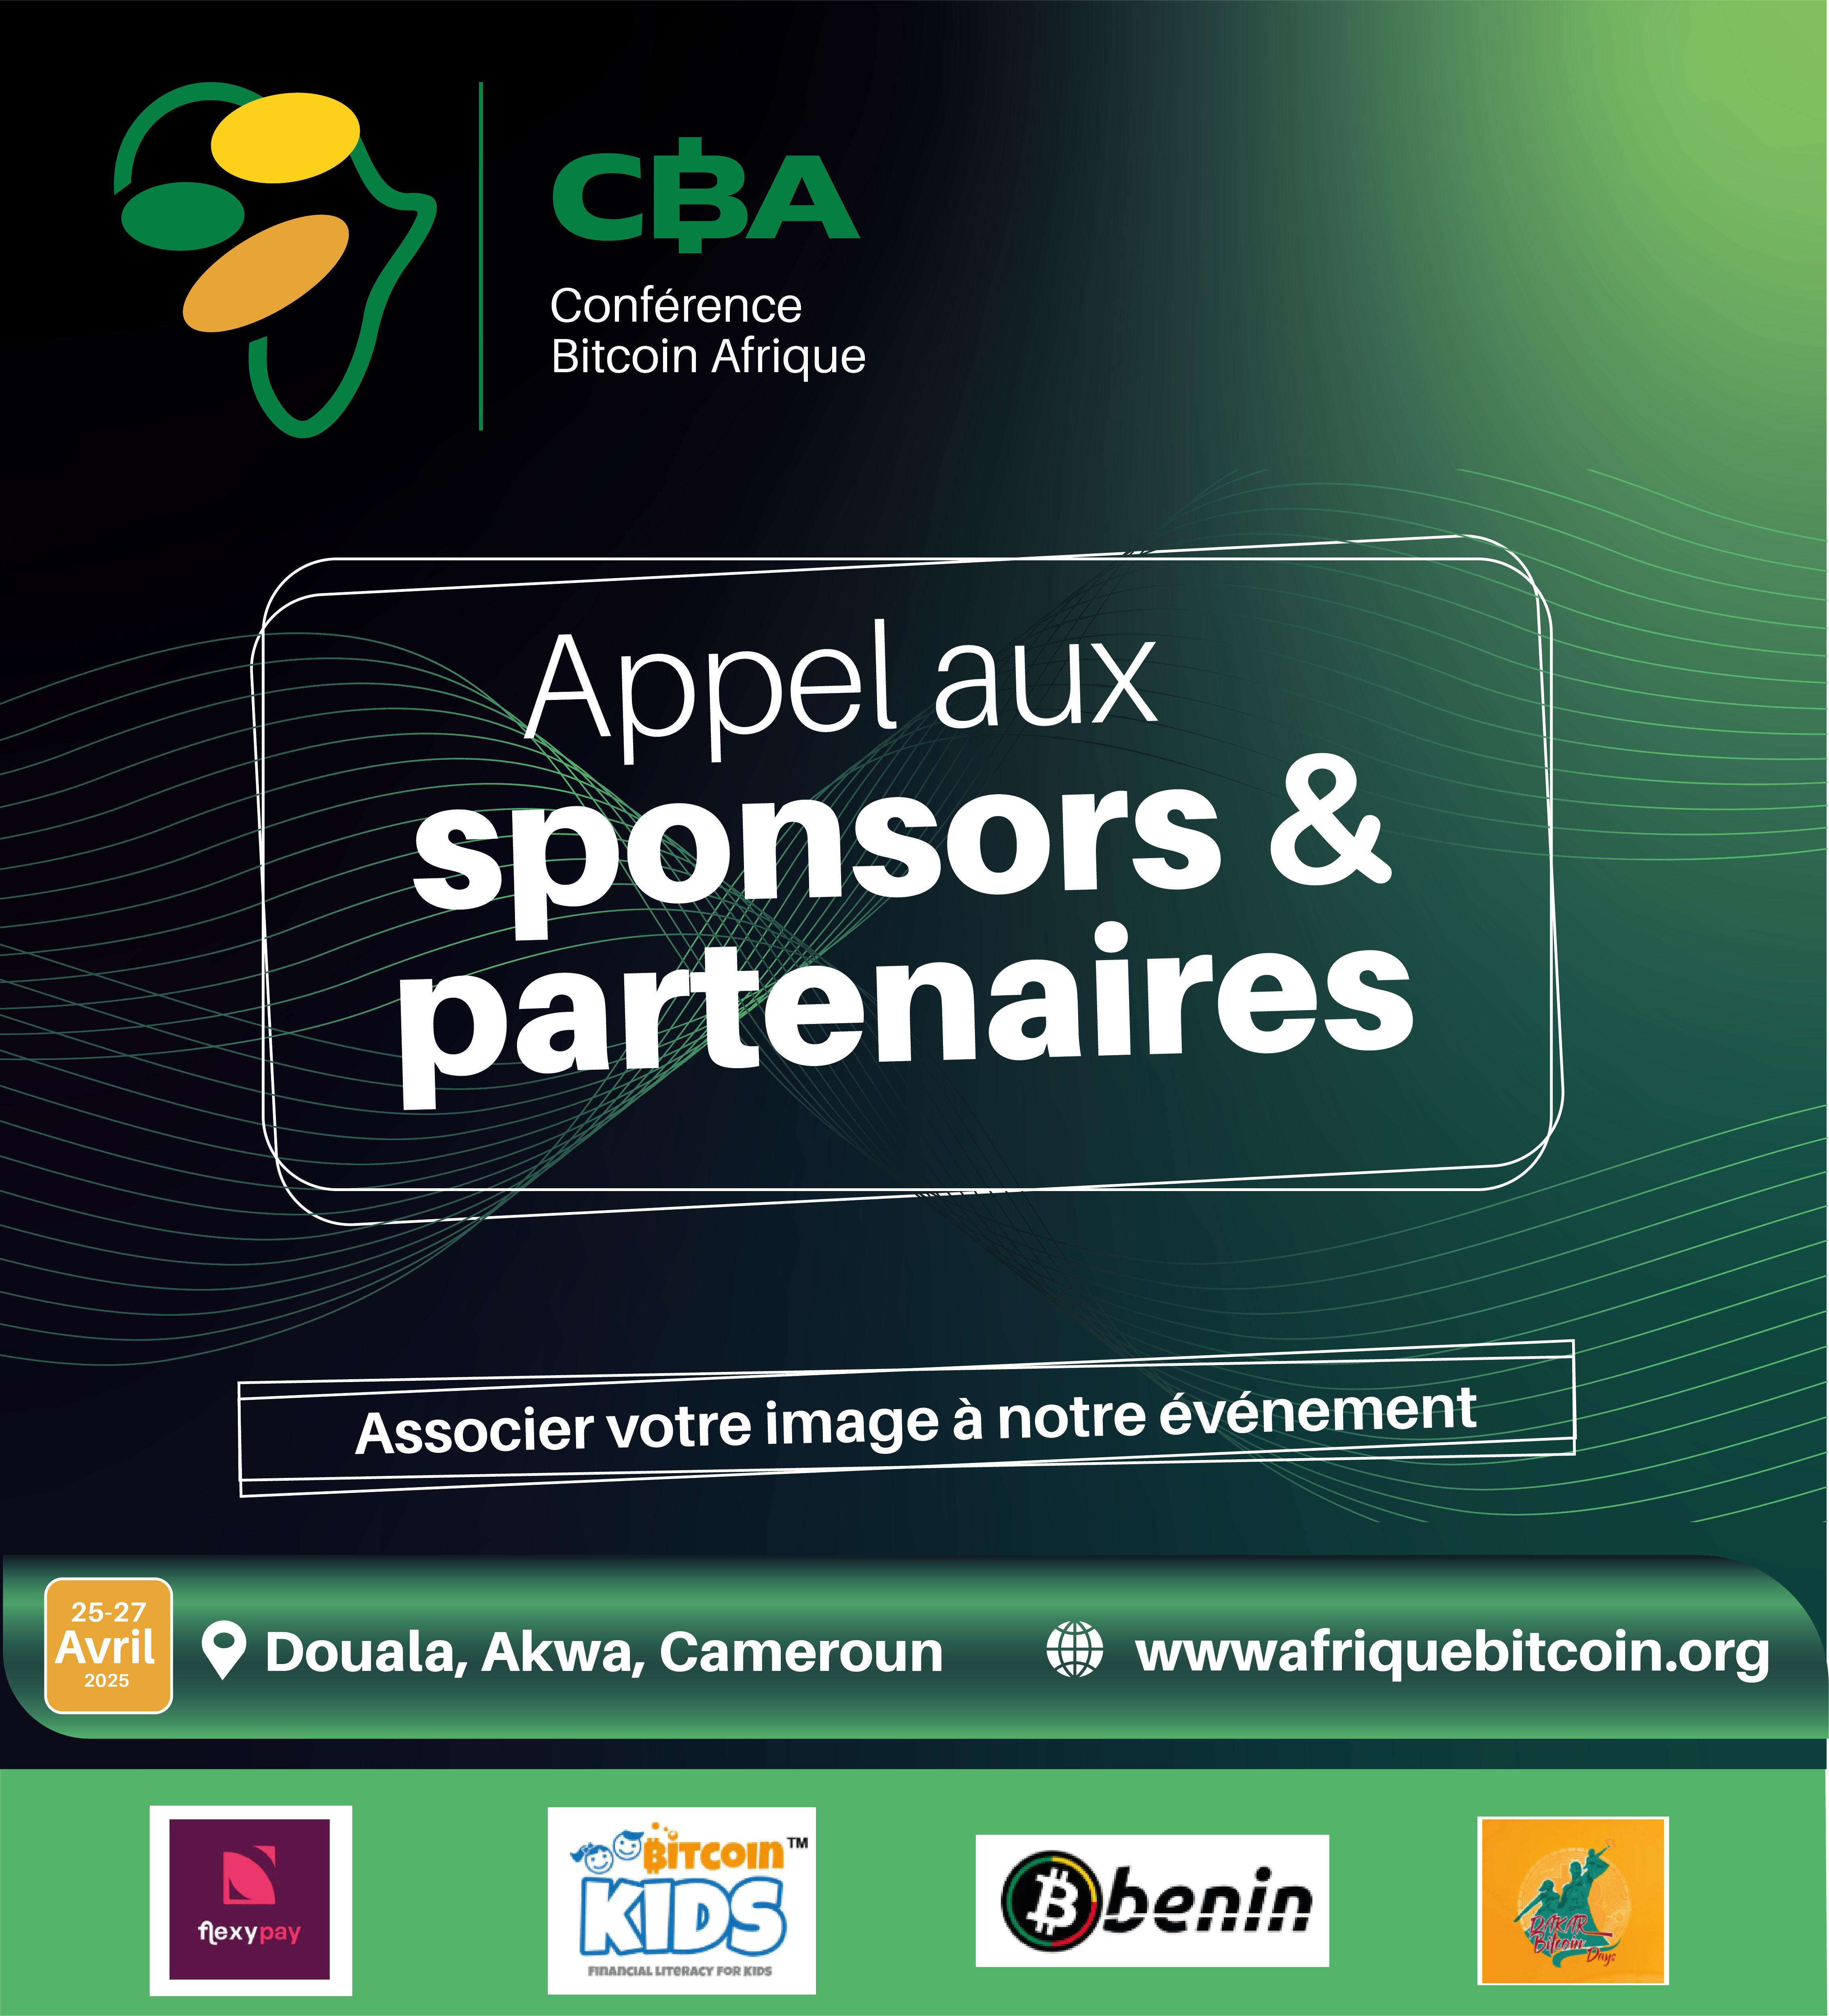 C₿A
Conférence
Bitcoin Afrique
Appel aux
sponsors &
partenaires
Associer votre image à notre événement
25-27
Avril
2025
Douala, Akwa, Cameroun
wwwafriquebitcoin.org
flexypay
BITCOIN™
KIDS
FINANCIAL LITERACY FOR KIDS
₿benin
DAKAR
Bitcoin
Days